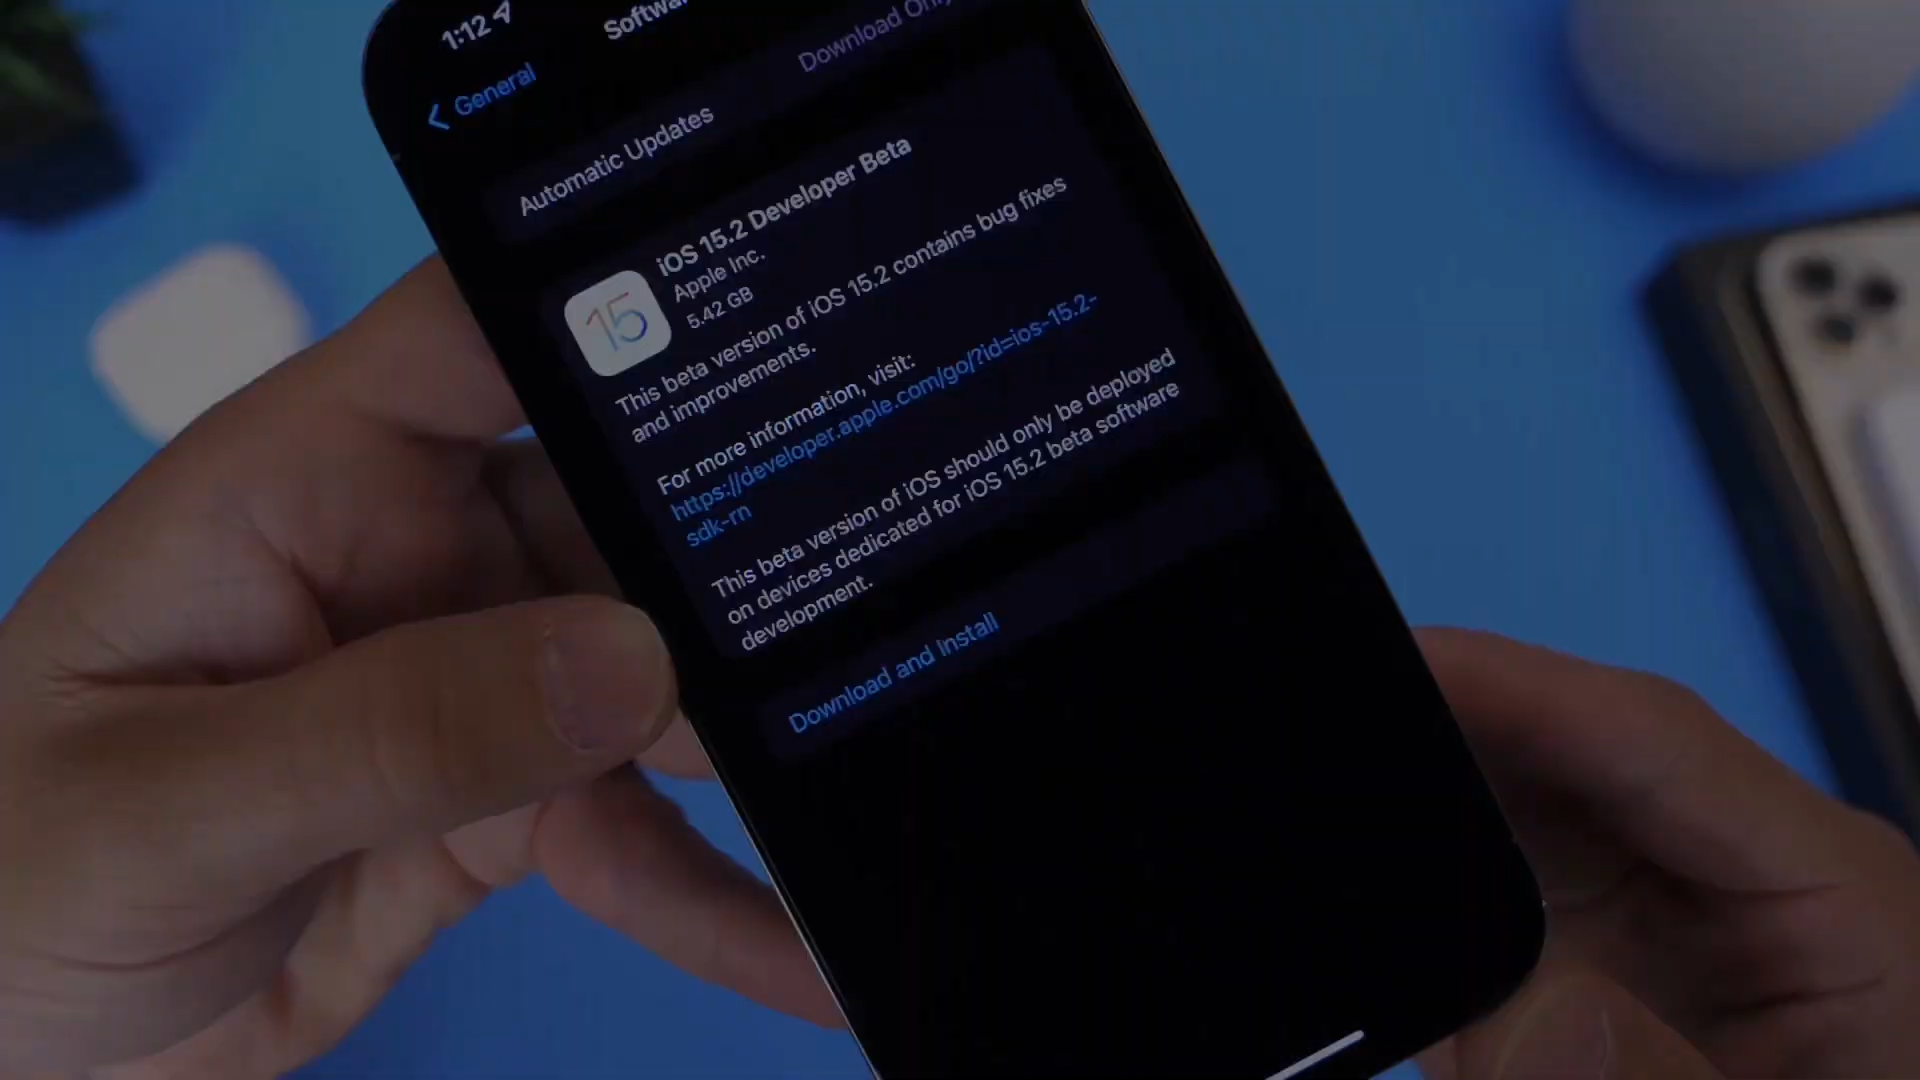 1:12
General
Automatic Updates
Download
iOS 15.2 Developer Beta
Apple Inc.
5.42 GB
15
This beta version of iOS 15.2 contains bug fixes
and improvements.
For more information, visit:
https://developer.apple.com/go/?id=ios-15.2-
sdk-rn
This beta version of iOS should only be deployed
on devices dedicated for iOS 15.2 beta software
development.
Download and Install